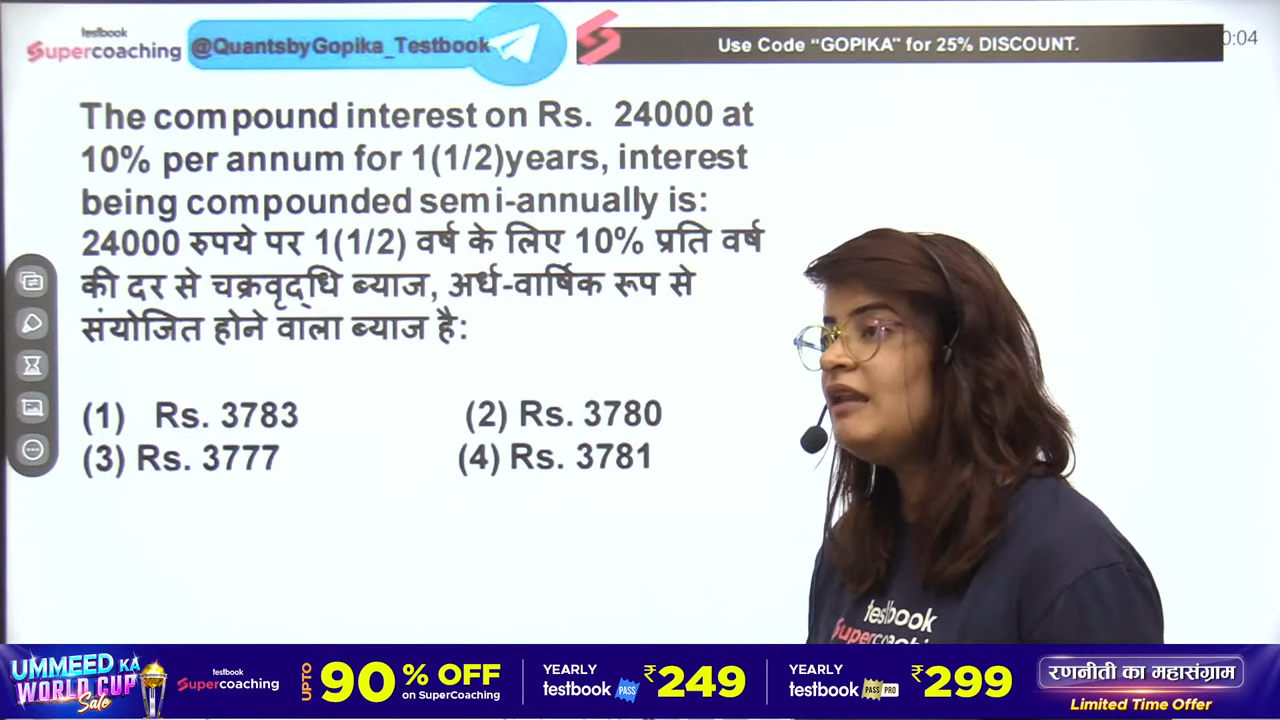 testbook
Supercoaching
@QuantsbyGopika_Testbook
Use Code “GOPIKA” for 25% DISCOUNT.
0:04
The compound interest on Rs. 24000 at
10% per annum for 1(1/2)years, interest
being compounded semi-annually is:
24000 रुपये पर 1(1/2) वर्ष के लिए 10% प्रति वर्ष
की दर से चक्रवृद्धि ब्याज, अर्ध-वार्षिक रूप से
संयोजित होने वाला ब्याज है:
(1) Rs. 3783
(2) Rs. 3780
(3) Rs. 3777
(4) Rs. 3781
testbook
Supercoachi
UMMEED KA
WORLD CUP
Sale
testbook
Supercoaching
UPTO
90% OFF
on SuperCoaching
YEARLY
testbook PASS
₹249
YEARLY
testbook PASS PRO
₹299
रणनीती का महासंग्राम
Limited Time Offer